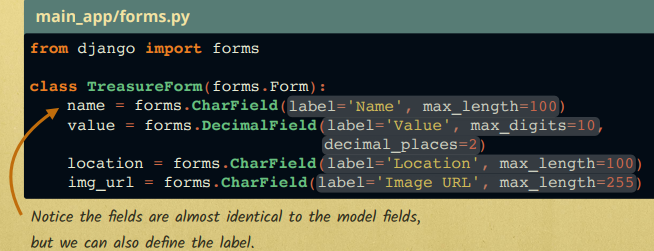 main_app/forms.py
from django import forms
class TreasureForm(forms.Form):
    name = forms.CharField(label='Name', max_length=100)
    value = forms.DecimalField(label='Value', max_digits=10,
                               decimal_places=2)
    location = forms.CharField(label='Location', max_length=100)
    img_url = forms.CharField(label='Image URL', max_length=255)
Notice the fields are almost identical to the model fields,
but we can also define the label.